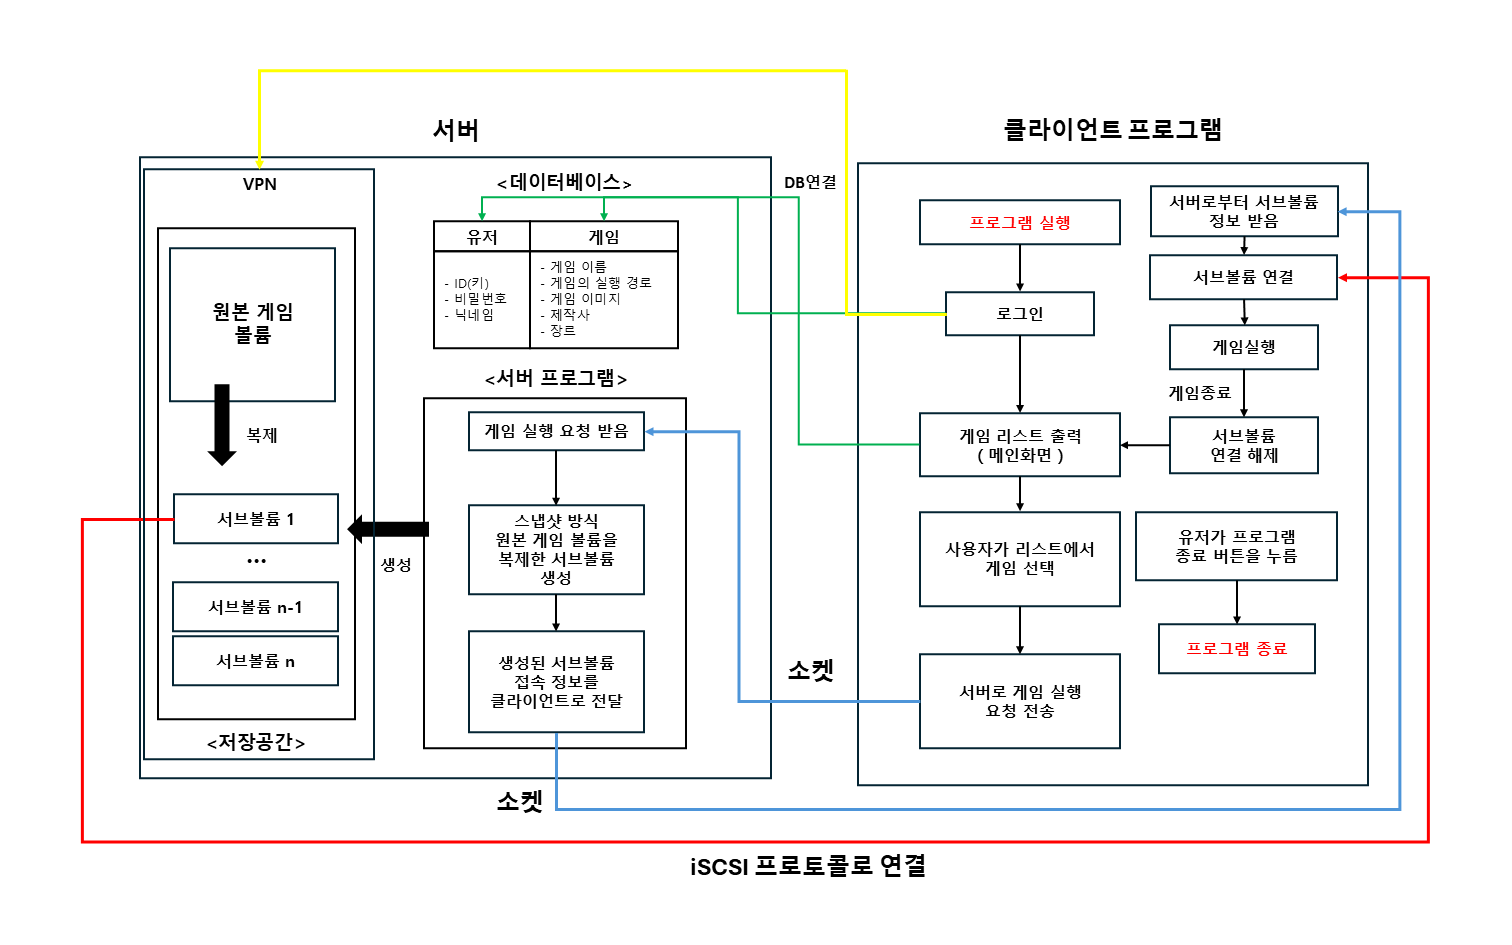 서버
클라이언트 프로그램
VPN
원본 게임
볼륨
복제
서브볼륨 1
...
서브볼륨 n-1
서브볼륨 n
<저장공간>
<데이터베이스>
유저
게임
- ID(키)
- 비밀번호
- 닉네임
- 게임 이름
- 게임의 실행 경로
- 게임 이미지
- 제작사
- 장르
<서버 프로그램>
게임 실행 요청 받음
스냅샷 방식
원본 게임 볼륨을
복제한 서브볼륨
생성
생성
생성된 서브볼륨
접속 정보를
클라이언트로 전달
DB연결
프로그램 실행
로그인
게임 리스트 출력
( 메인화면 )
사용자가 리스트에서
게임 선택
서버로 게임 실행
요청 전송
서버로부터 서브볼륨
정보 받음
서브볼륨 연결
게임실행
게임종료
서브볼륨
연결 해제
유저가 프로그램
종료 버튼을 누름
프로그램 종료
소켓
소켓
iSCSI 프로토콜로 연결